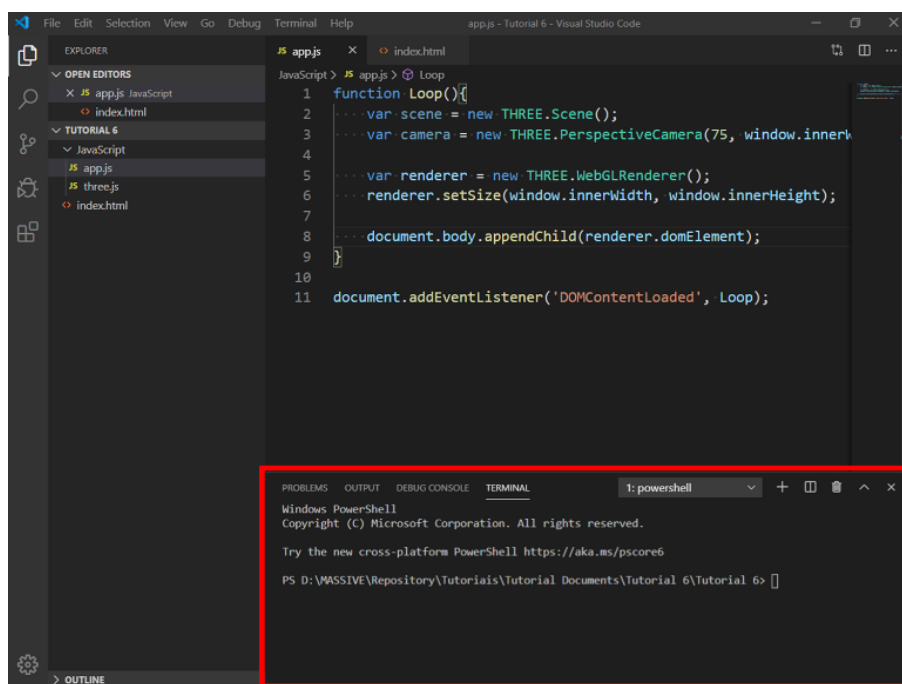 File Edit Selection View Go Debug Terminal Help app.js - Tutorial 6 - Visual Studio Code
EXPLORER
OPEN EDITORS
JS app.js JavaScript
index.html
TUTORIAL 6
JavaScript
JS app.js
JS three.js
index.html
OUTLINE
JS app.js index.html
JavaScript > JS app.js > Loop
1 function Loop(){
2 ····var scene = new THREE.Scene();
3 ····var camera = new THREE.PerspectiveCamera(75, window.innerW
4
5 ····var renderer = new THREE.WebGLRenderer();
6 ····renderer.setSize(window.innerWidth, window.innerHeight);
7
8 ····document.body.appendChild(renderer.domElement);
9 }
10
11 document.addEventListener('DOMContentLoaded', Loop);
PROBLEMS OUTPUT DEBUG CONSOLE TERMINAL 1: powershell
Windows PowerShell
Copyright (C) Microsoft Corporation. All rights reserved.
Try the new cross-platform PowerShell https://aka.ms/pscore6
PS D:\MASSIVE\Repository\Tutoriais\Tutorial Documents\Tutorial 6\Tutorial 6>